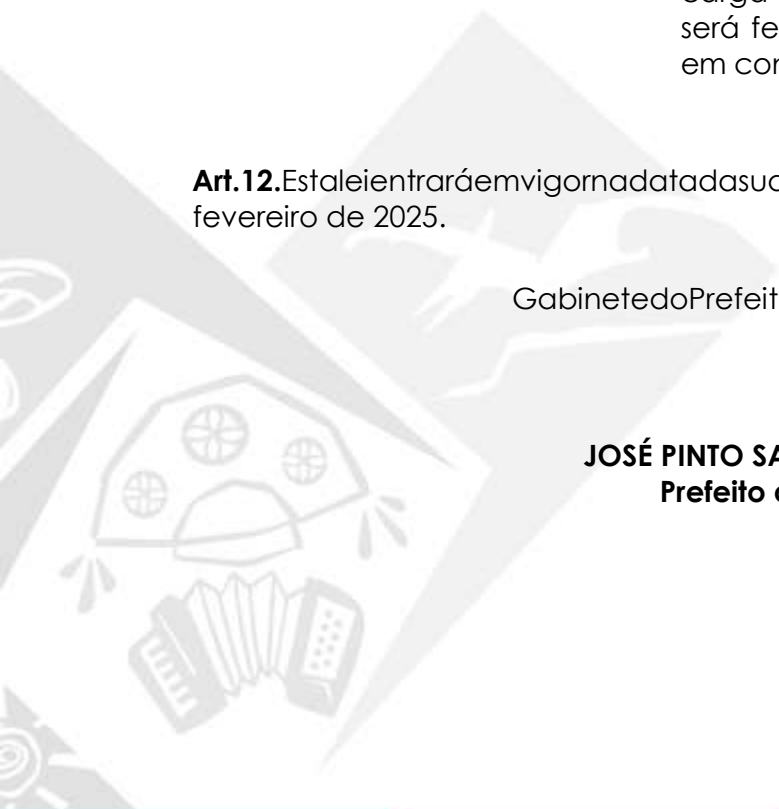 será fe
em cor
Art.12.Estaleientraráemvigornadatadasua
fevereiro de 2025.
GabinetedoPrefeit
JOSÉ PINTO SA
Prefeito